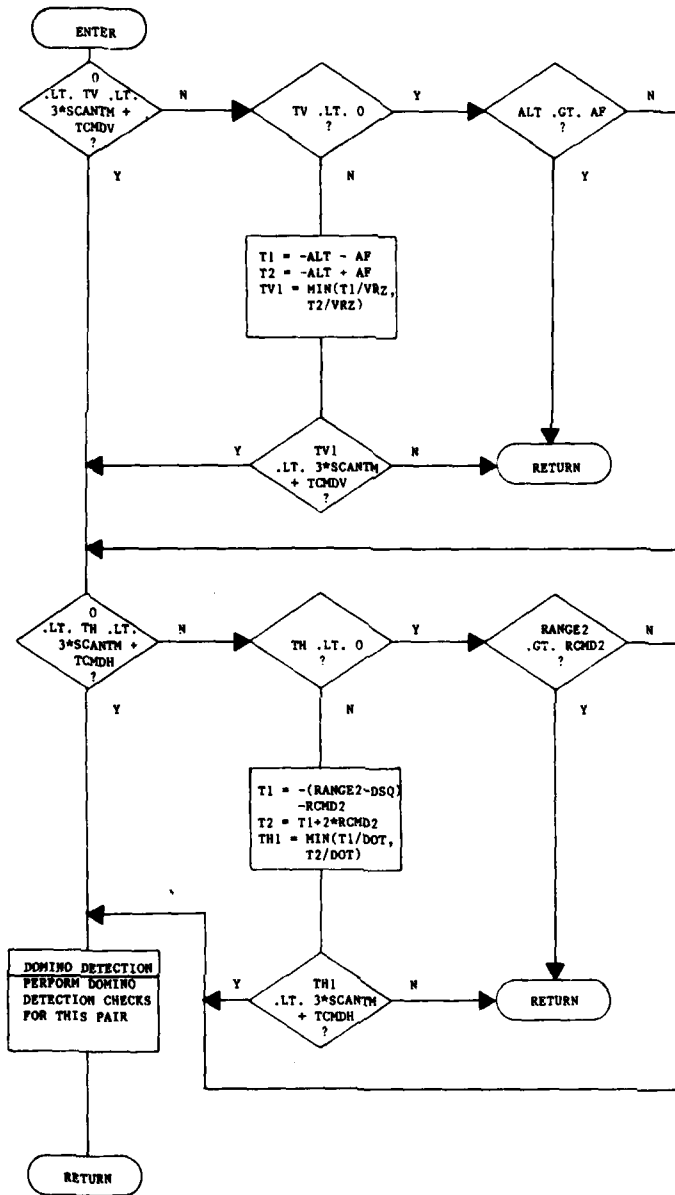 ENTER
0
.LT. TV .LT.
3*SCANTM +
TCMDV
?
N
Y
TV .LT. 0
?
Y
N
ALT .GT. AF
?
N
Y
T1 = -ALT - AF
T2 = -ALT + AF
TV1 = MIN(T1/VRZ,
T2/VRZ)
TV1
.LT. 3*SCANTM
+ TCMDV
?
Y
N
RETURN
0
.LT. TH .LT.
3*SCANTM +
TCMDH
?
N
Y
TH .LT. 0
?
Y
N
RANGE2
.GT. RCMD2
?
N
Y
T1 = -(RANGE2-DSQ)
-RCMD2
T2 = T1+2*RCMD2
TH1 = MIN(T1/DOT,
T2/DOT)
DOMINO DETECTION
PERFORM DOMINO
DETECTION CHECKS
FOR THIS PAIR
TH1
.LT. 3*SCANTM
+ TCMDH
?
Y
N
RETURN
RETURN